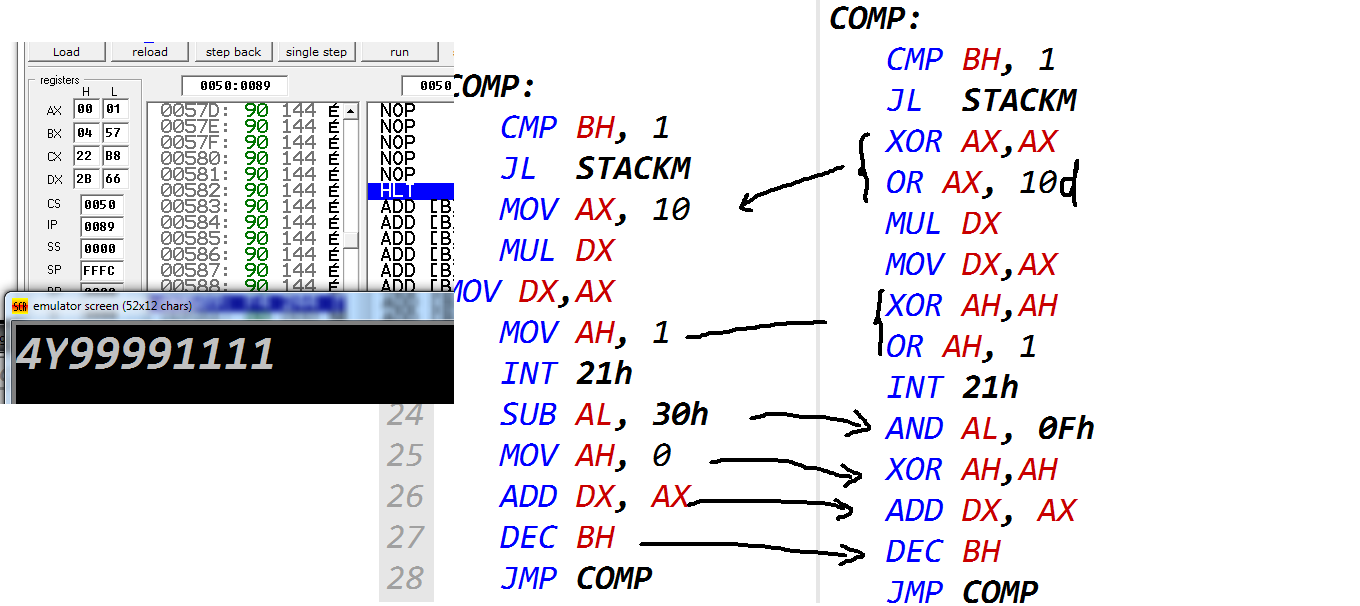 Load reload step back single step run
registers
H L
0050:0089
0050
AX 00 01
BX 04 57
CX 22 B8
DX 2B 66
CS 0050
IP 0089
SS 0000
SP FFFC
0057D: 90 144 É NOP
0057E: 90 144 É NOP
0057F: 90 144 É NOP
00580: 90 144 É NOP
00581: 90 144 É NOP
00582: 90 144 É HLT
00583: 90 144 É ADD [B
00584: 90 144 É ADD [B
00585: 90 144 É ADD [B
00586: 90 144 É ADD [B
00587: 90 144 É ADD [B
00588: 90 144 É ADD [B
emulator screen (52x12 chars)
4Y99991111
COMP:
CMP BH, 1
JL STACKM
MOV AX, 10
MUL DX
MOV DX,AX
MOV AH, 1
INT 21h
24 SUB AL, 30h
25 MOV AH, 0
26 ADD DX, AX
27 DEC BH
28 JMP COMP
COMP:
CMP BH, 1
JL STACKM
XOR AX,AX
OR AX, 10d
MUL DX
MOV DX,AX
XOR AH,AH
OR AH, 1
INT 21h
AND AL, 0Fh
XOR AH,AH
ADD DX, AX
DEC BH
JMP COMP